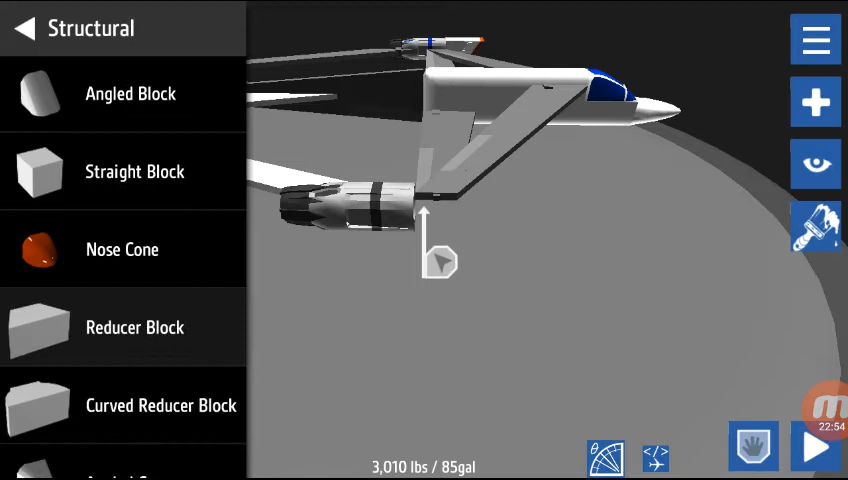 Structural
Angled Block
Straight Block
Nose Cone
Reducer Block
Curved Reducer Block
3,010 lbs / 85gal
θ
</>
M
22:54